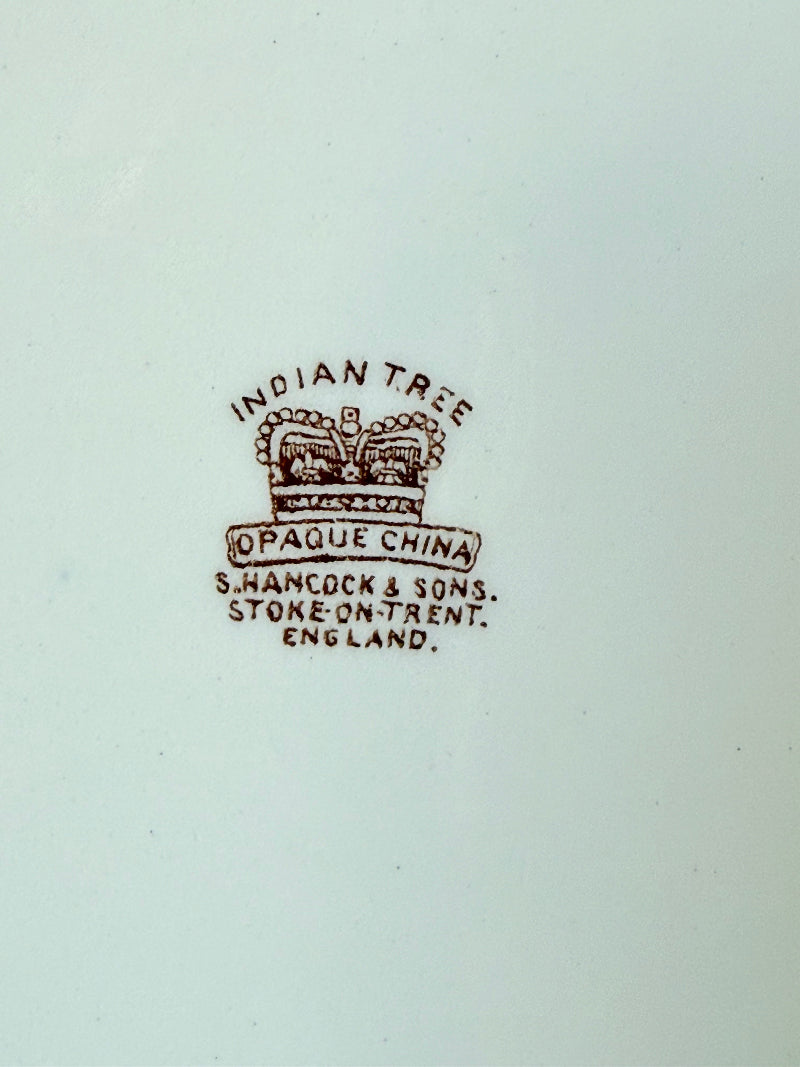 INDIAN TREE
OPAQUE CHINA
S. HANCOCK & SONS.
STOKE-ON-TRENT.
ENGLAND.